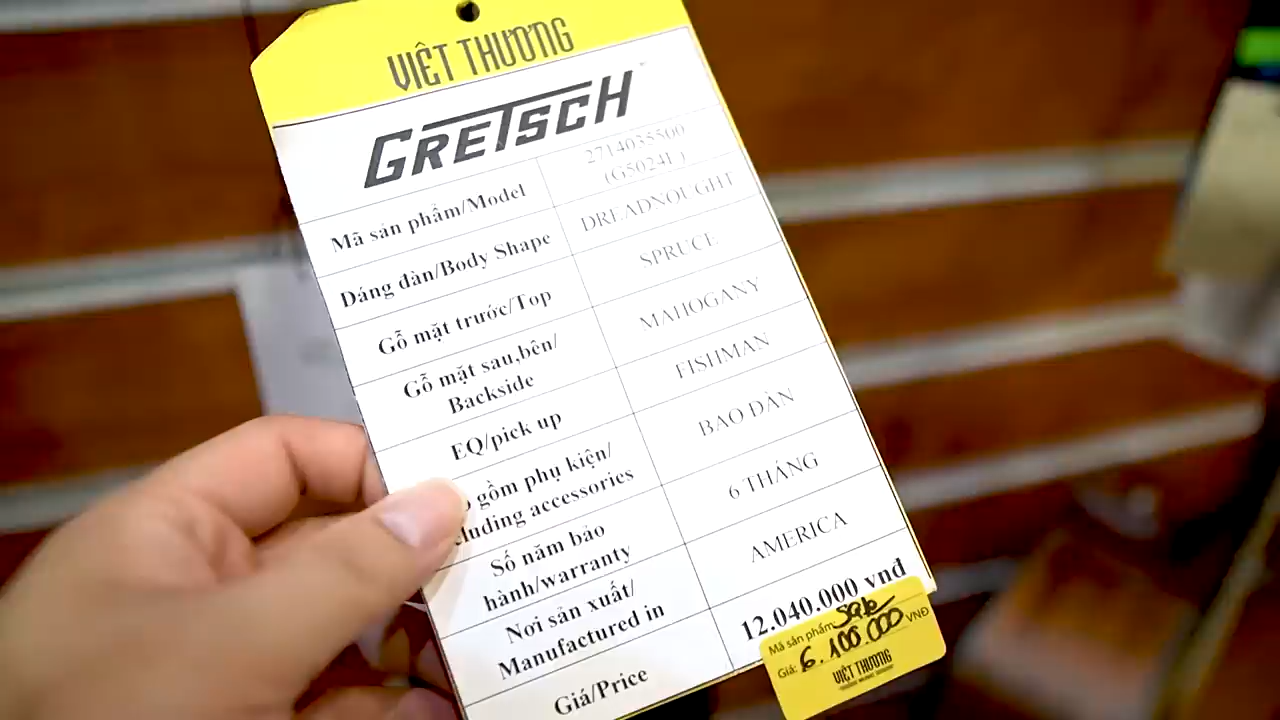 VIỆT THƯƠNG
GRETSCH
Mã sản phẩm/Model
2714035500
(G5024E)
Dáng đàn/Body Shape
DREADNOUGHT
Gỗ mặt trước/Top
SPRUCE
Gỗ mặt sau,bên/
Backside
MAHOGANY
EQ/pick up
FISHMAN
gồm phụ kiện/
cluding accessories
BAO ĐÀN
Số năm bảo
hành/warranty
6 THÁNG
Nơi sản xuất/
Manufactured in
AMERICA
Giá/Price
12.040.000 vnđ
Mã sản phẩm
Giá: 6.100.000 VNĐ
VIỆT THƯƠNG